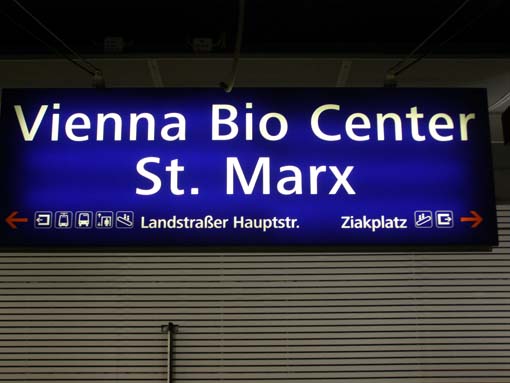 Vienna Bio Center
St. Marx
Landstraßer Hauptstr. Ziakplatz